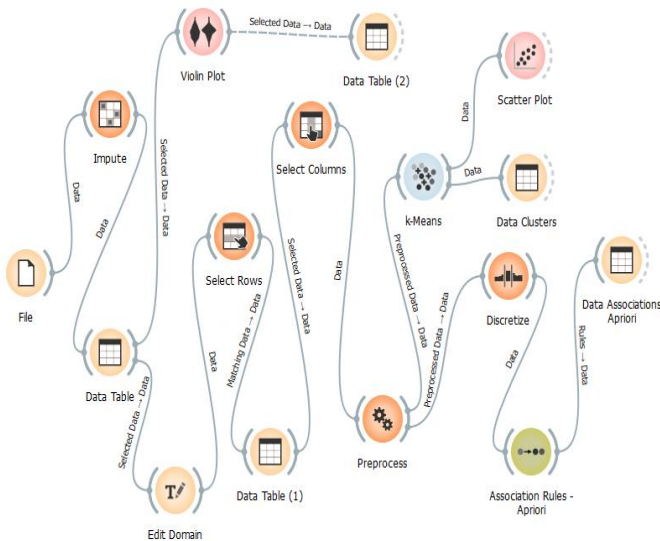 Selected Data → Data
Violin Plot
Data Table (2)
Data
Scatter Plot
Impute
Data
Selected Data → Data
Select Columns
Data
k-Means
Data Clusters
Data
Data
File
Select Rows
Selected Data → Data
Data
Preprocessed Data → Data
Preprocessed Data → Data
Discretize
Data Associations
Apriori
Data Table
Data
Matching Data → Data
Data
Rules → Data
Selected Data → Data
Data Table (1)
Preprocess
Association Rules -
Apriori
Edit Domain